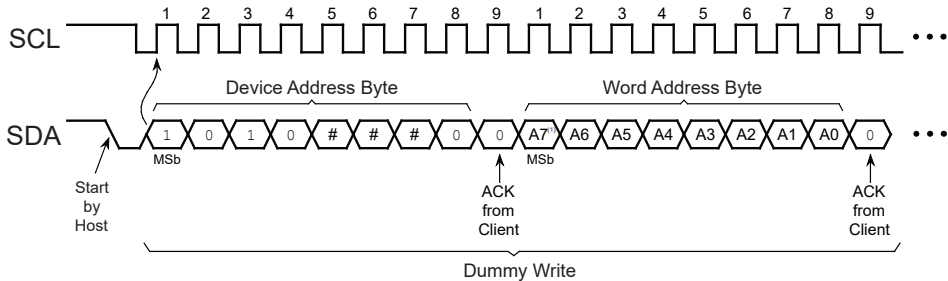 1 2 3 4 5 6 7 8 9 1 2 3 4 5 6 7 8 9
SCL
Device Address Byte Word Address Byte
SDA 1 0 1 0 # # # 0 0 A7(1) A6 A5 A4 A3 A2 A1 A0 0
MSb MSb
Start
by
Host
ACK
from
Client
ACK
from
Client
Dummy Write